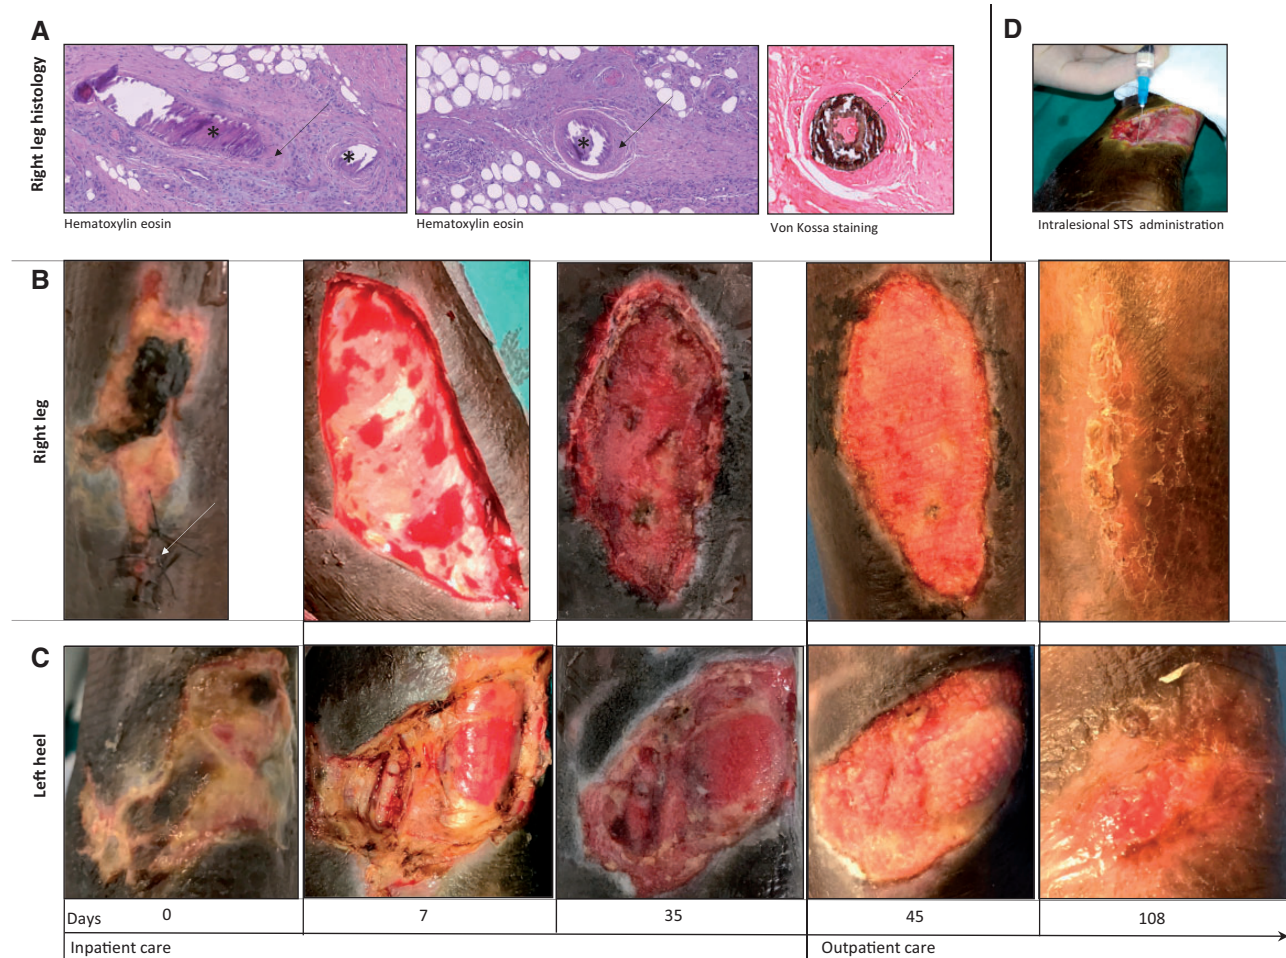 A
D
Right leg histology
*
*
*
Hematoxylin eosin
Hematoxylin eosin
Von Kossa staining
Intralesional STS administration
B
Right leg
C
Left heel
Days
0
7
35
45
108
Inpatient care
Outpatient care